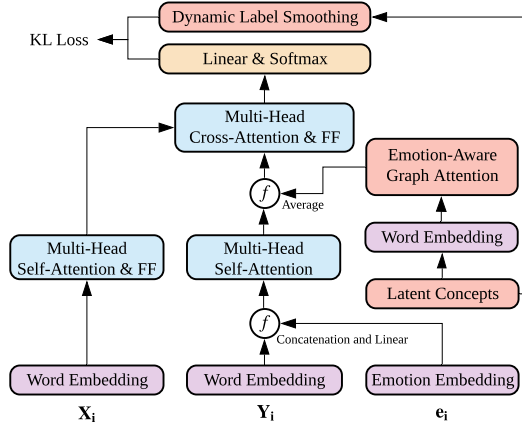 Dynamic Label Smoothing
KL Loss
Linear & Softmax
Multi-Head
Cross-Attention & FF
Emotion-Aware
Graph Attention
f
Average
Word Embedding
Multi-Head
Self-Attention & FF
Multi-Head
Self-Attention
Latent Concepts
f
Concatenation and Linear
Word Embedding
Word Embedding
Emotion Embedding
Xi
Yi
ei